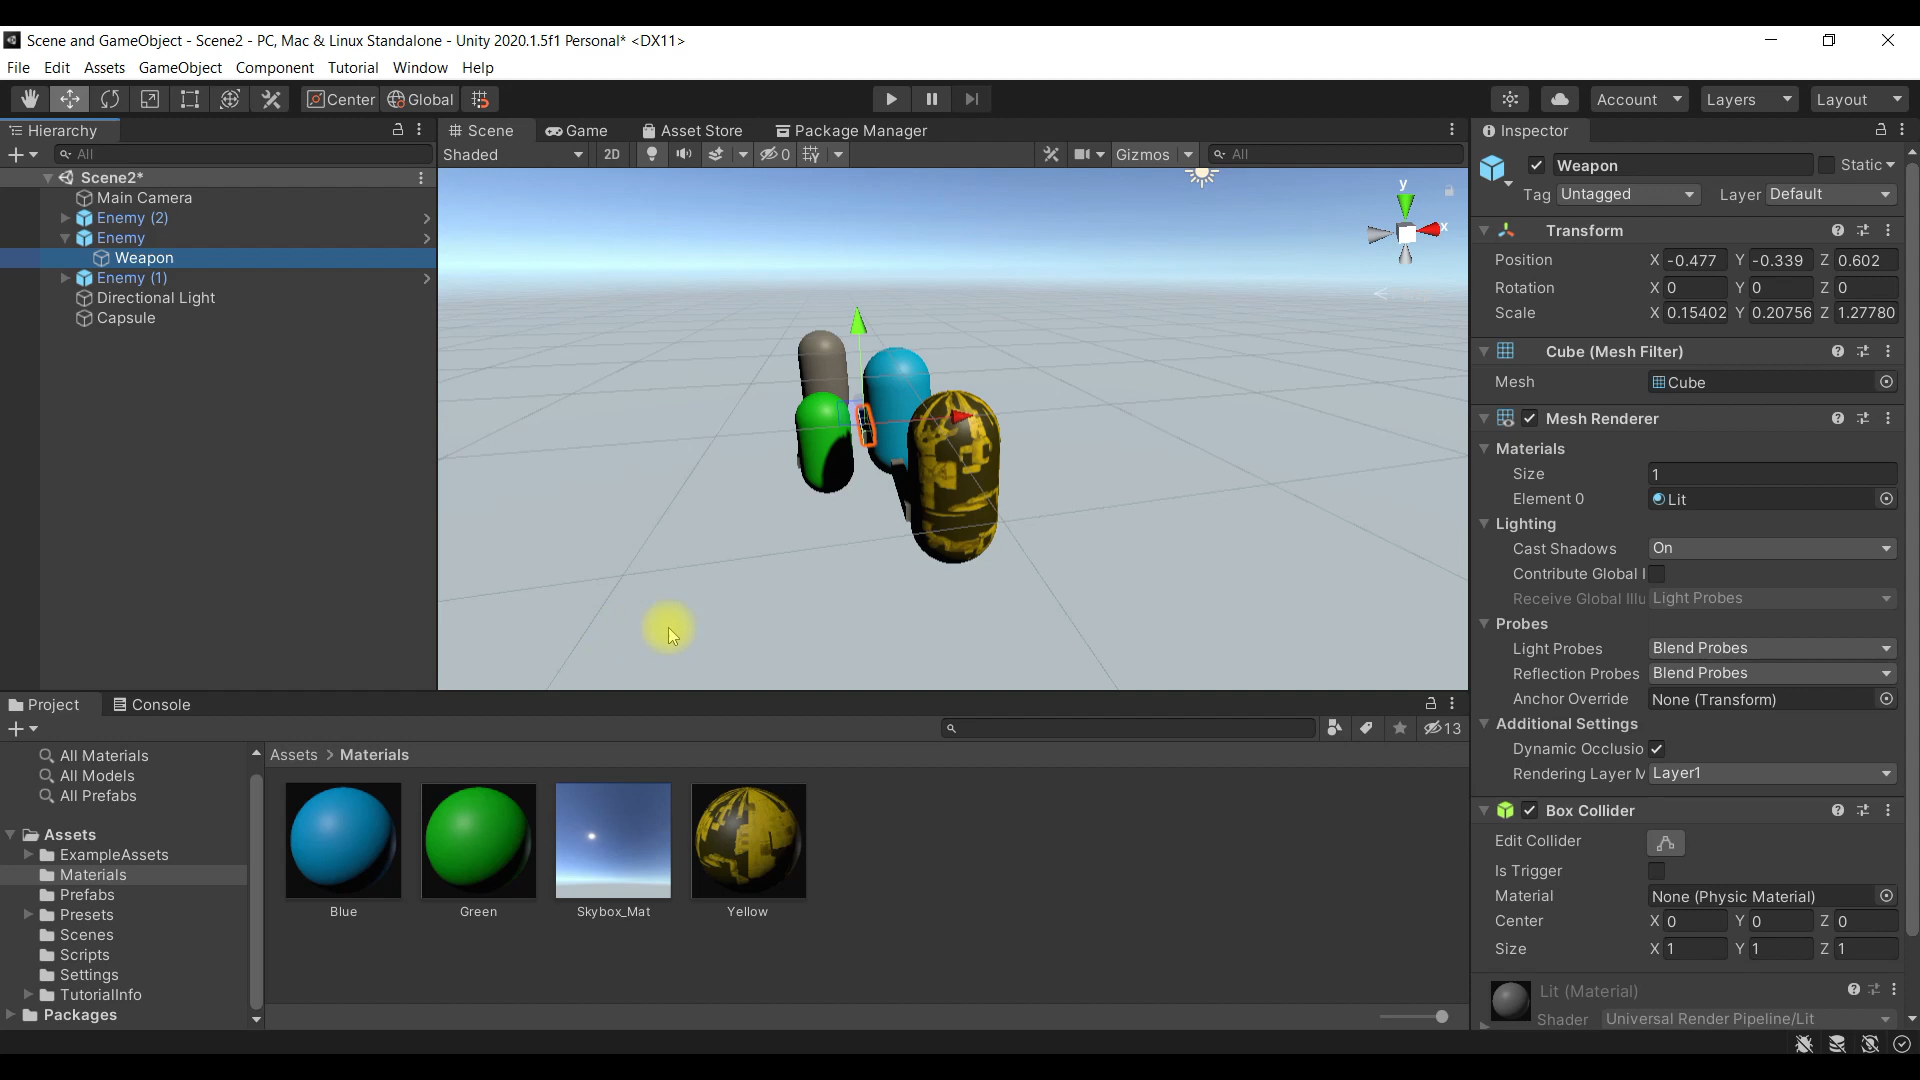 Scene and GameObject - Scene2 - PC, Mac & Linux Standalone - Unity 2020.1.5f1 Personal* <DX11>
File Edit Assets GameObject Component Tutorial Window Help
Center Global Account Layers Layout
Hierarchy
All
Scene2*
Main Camera
Enemy (2)
Enemy
Weapon
Enemy (1)
Directional Light
Capsule
Scene Game Asset Store Package Manager
Shaded 2D 0 Gizmos All
y
x
Inspector
Weapon Static
Tag Untagged Layer Default
Transform
Position X -0.477 Y -0.339 Z 0.602
Rotation X 0 Y 0 Z 0
Scale X 0.15402 Y 0.20756 Z 1.27780
Cube (Mesh Filter)
Mesh Cube
Mesh Renderer
Materials
Size 1
Element 0 Lit
Lighting
Cast Shadows On
Contribute Global I
Receive Global Illu Light Probes
Probes
Light Probes Blend Probes
Reflection Probes Blend Probes
Anchor Override None (Transform)
Additional Settings
Dynamic Occlusio
Rendering Layer M Layer1
Box Collider
Edit Collider
Is Trigger
Material None (Physic Material)
Center X 0 Y 0 Z 0
Size X 1 Y 1 Z 1
Lit (Material)
Shader Universal Render Pipeline/Lit
Project Console
13
All Materials
All Models
All Prefabs
Assets
ExampleAssets
Materials
Prefabs
Presets
Scenes
Scripts
Settings
TutorialInfo
Packages
Assets > Materials
Blue Green Skybox_Mat Yellow